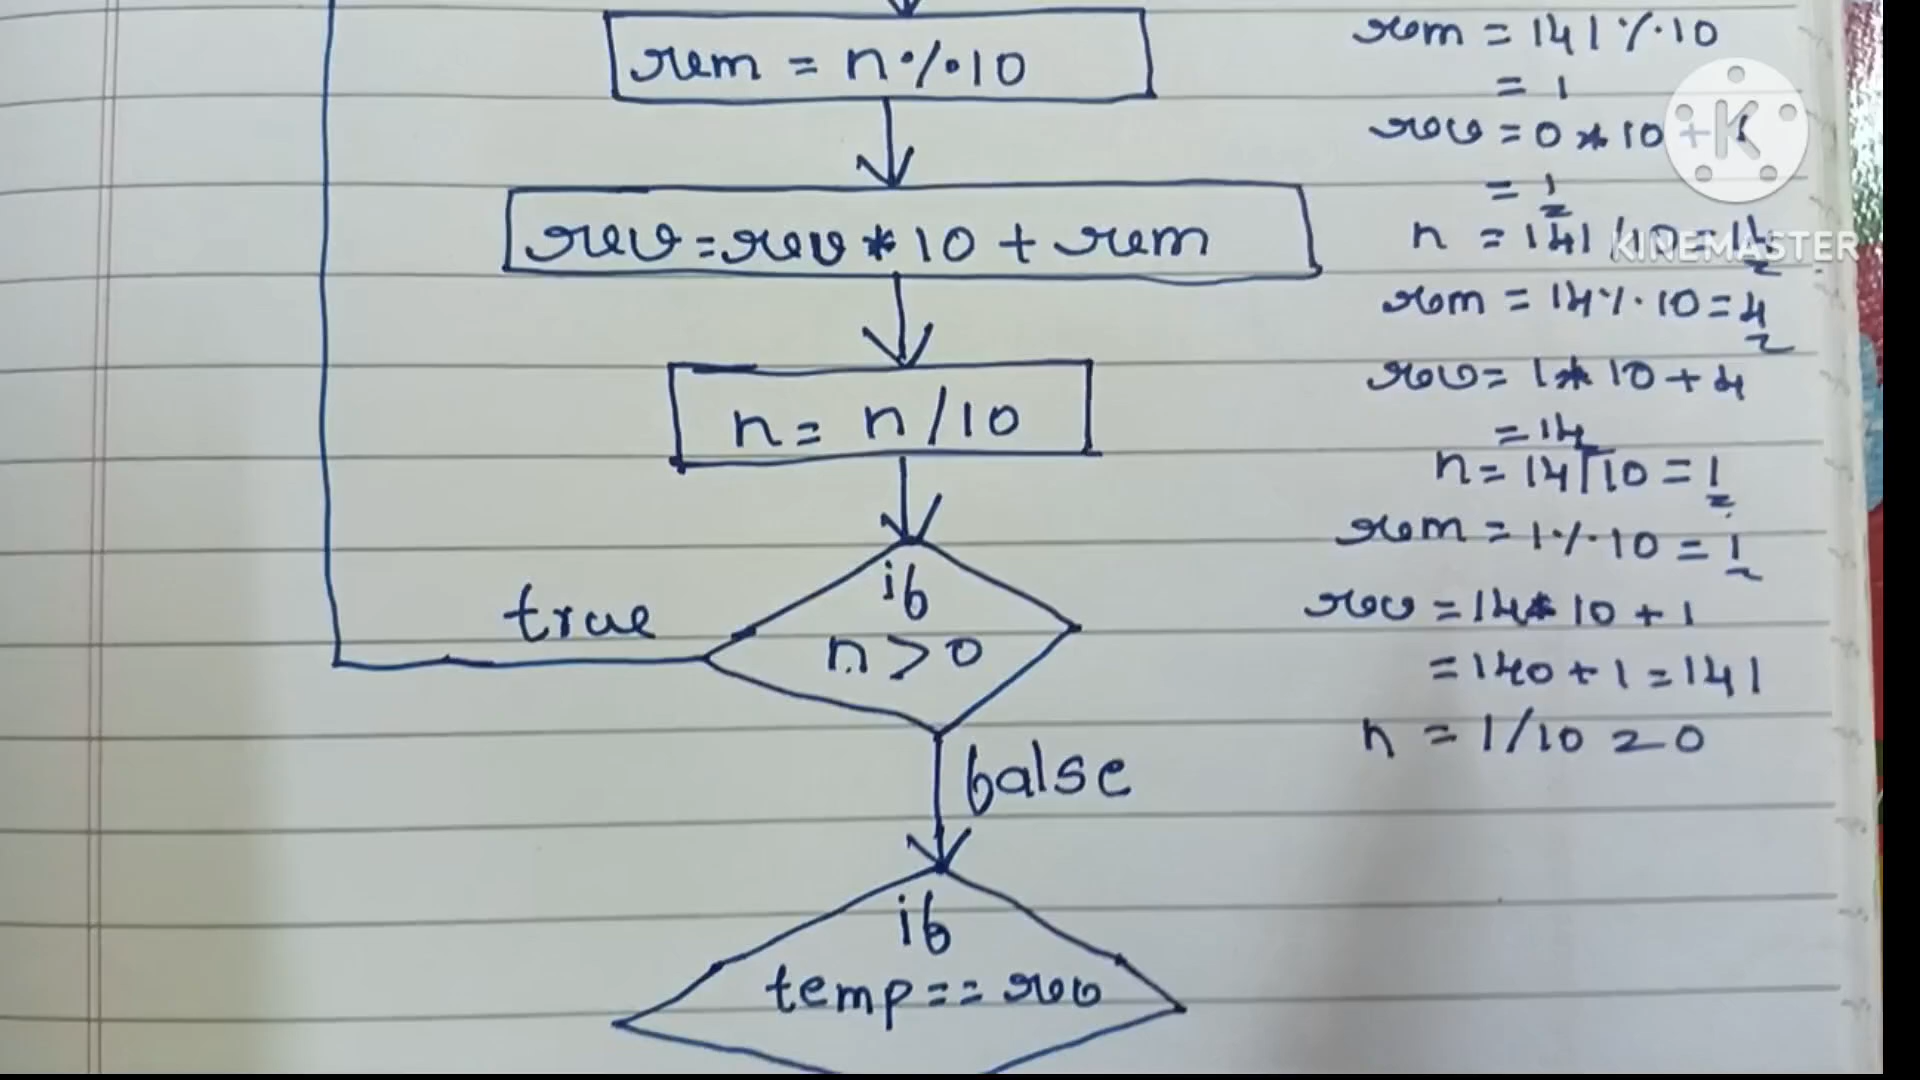 rem = n % 10
rev = rev * 10 + rem
n = n / 10
if
n > 0
true
false
if
temp == rev
rem = 141 % 10
= 1
rev = 0 * 10 + 1
= 1
n = 141 / 10 = 14
rem = 14 % 10 = 4
rev = 1 * 10 + 4
= 14
n = 14 / 10 = 1
rem = 1 % 10 = 1
rev = 14 * 10 + 1
= 140 + 1 = 141
n = 1 / 10 = 0
K
KINEMASTER